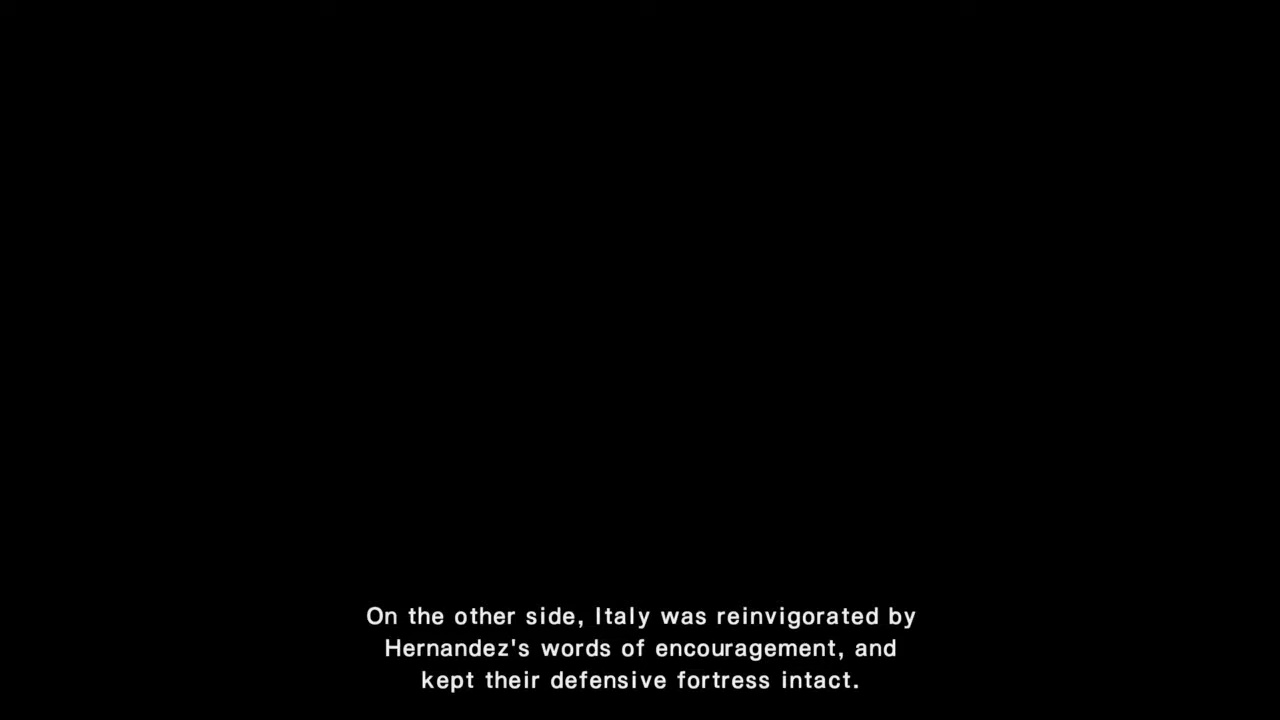 On the other side, Italy was reinvigorated by
Hernandez's words of encouragement, and
kept their defensive fortress intact.